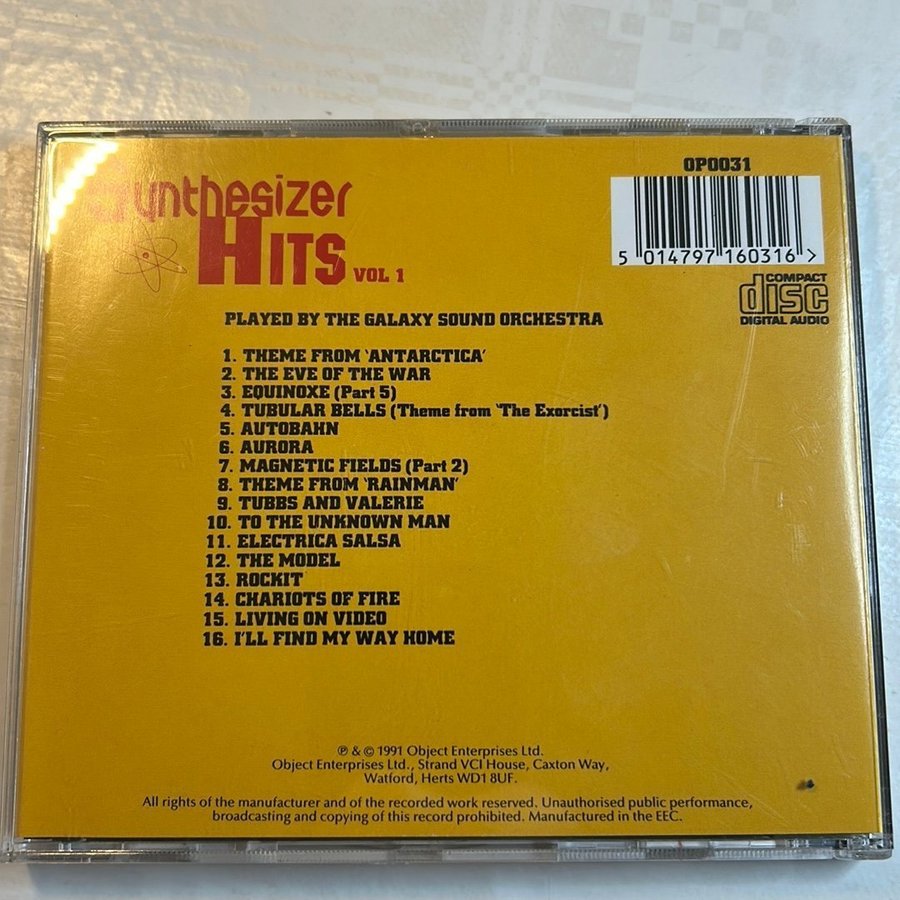 Synthesizer
HITS VOL 1
OP0031
5 014797 160316 >
COMPACT
disc
DIGITAL AUDIO
PLAYED BY THE GALAXY SOUND ORCHESTRA
1. THEME FROM 'ANTARCTICA'
2. THE EVE OF THE WAR
3. EQUINOXE (Part 5)
4. TUBULAR BELLS (Theme from 'The Exorcist')
5. AUTOBAHN
6. AURORA
7. MAGNETIC FIELDS (Part 2)
8. THEME FROM 'RAINMAN'
9. TUBBS AND VALERIE
10. TO THE UNKNOWN MAN
11. ELECTRICA SALSA
12. THE MODEL
13. ROCKIT
14. CHARIOTS OF FIRE
15. LIVING ON VIDEO
16. I'LL FIND MY WAY HOME
℗ & © 1991 Object Enterprises Ltd.
Object Enterprises Ltd., Strand VCI House, Caxton Way,
Watford, Herts WD1 8UF.
All rights of the manufacturer and of the recorded work reserved. Unauthorised public performance,
broadcasting and copying of this record prohibited. Manufactured in the EEC.